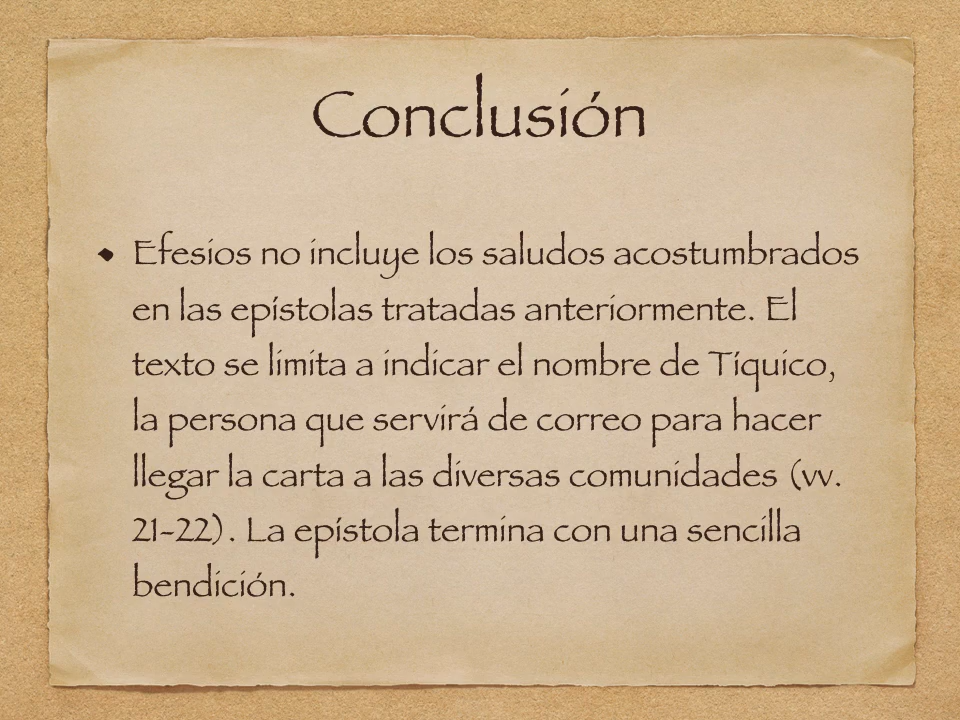 Conclusión
Efesios no incluye los saludos acostumbrados
en las epístolas tratadas anteriormente. El
texto se limita a indicar el nombre de Tíquico,
la persona que servirá de correo para hacer
llegar la carta a las diversas comunidades (vv.
21-22). La epístola termina con una sencilla
bendición.